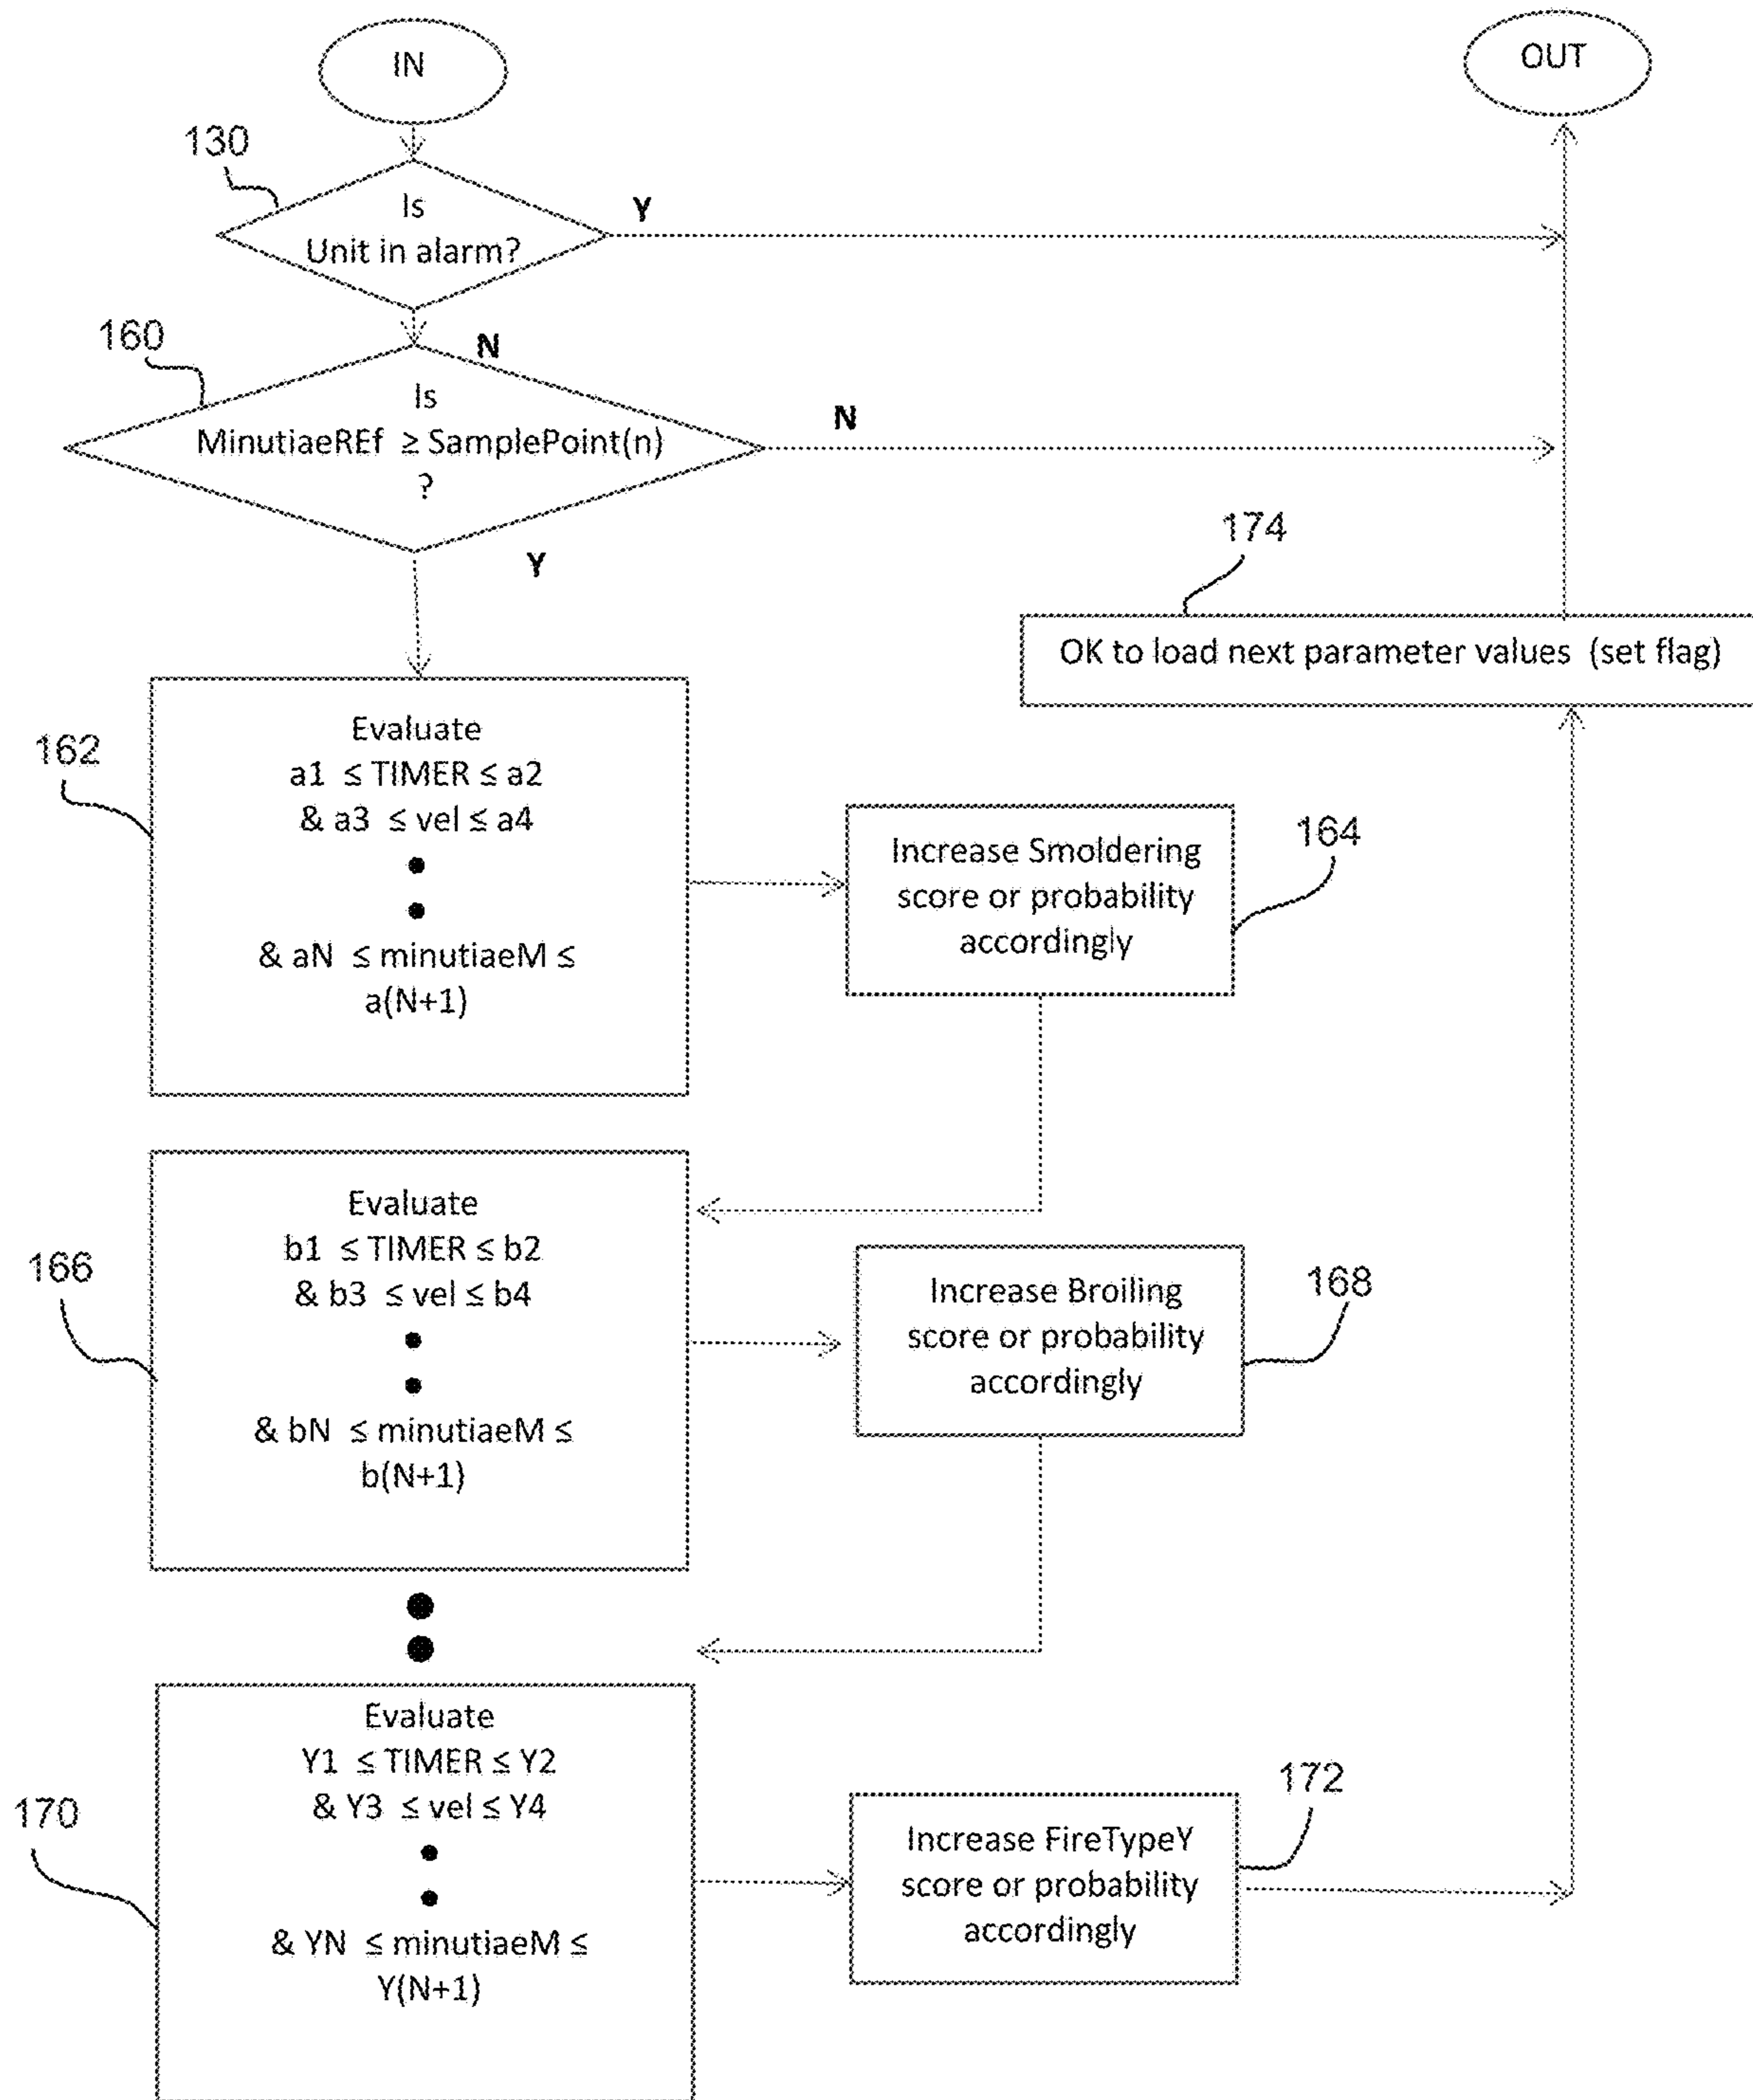 IN
OUT
130
Is
Unit in alarm?
Y
N
160
Is
MinutiaeREf ≥ SamplePoint(n)
?
N
Y
174
OK to load next parameter values (set flag)
162
Evaluate
a1 ≤ TIMER ≤ a2
& a3 ≤ vel ≤ a4
& aN ≤ minutiaeM ≤
a(N+1)
Increase Smoldering
score or probability
accordingly
164
166
Evaluate
b1 ≤ TIMER ≤ b2
& b3 ≤ vel ≤ b4
& bN ≤ minutiaeM ≤
b(N+1)
Increase Broiling
score or probability
accordingly
168
170
Evaluate
Y1 ≤ TIMER ≤ Y2
& Y3 ≤ vel ≤ Y4
& YN ≤ minutiaeM ≤
Y(N+1)
Increase FireTypeY
score or probability
accordingly
172